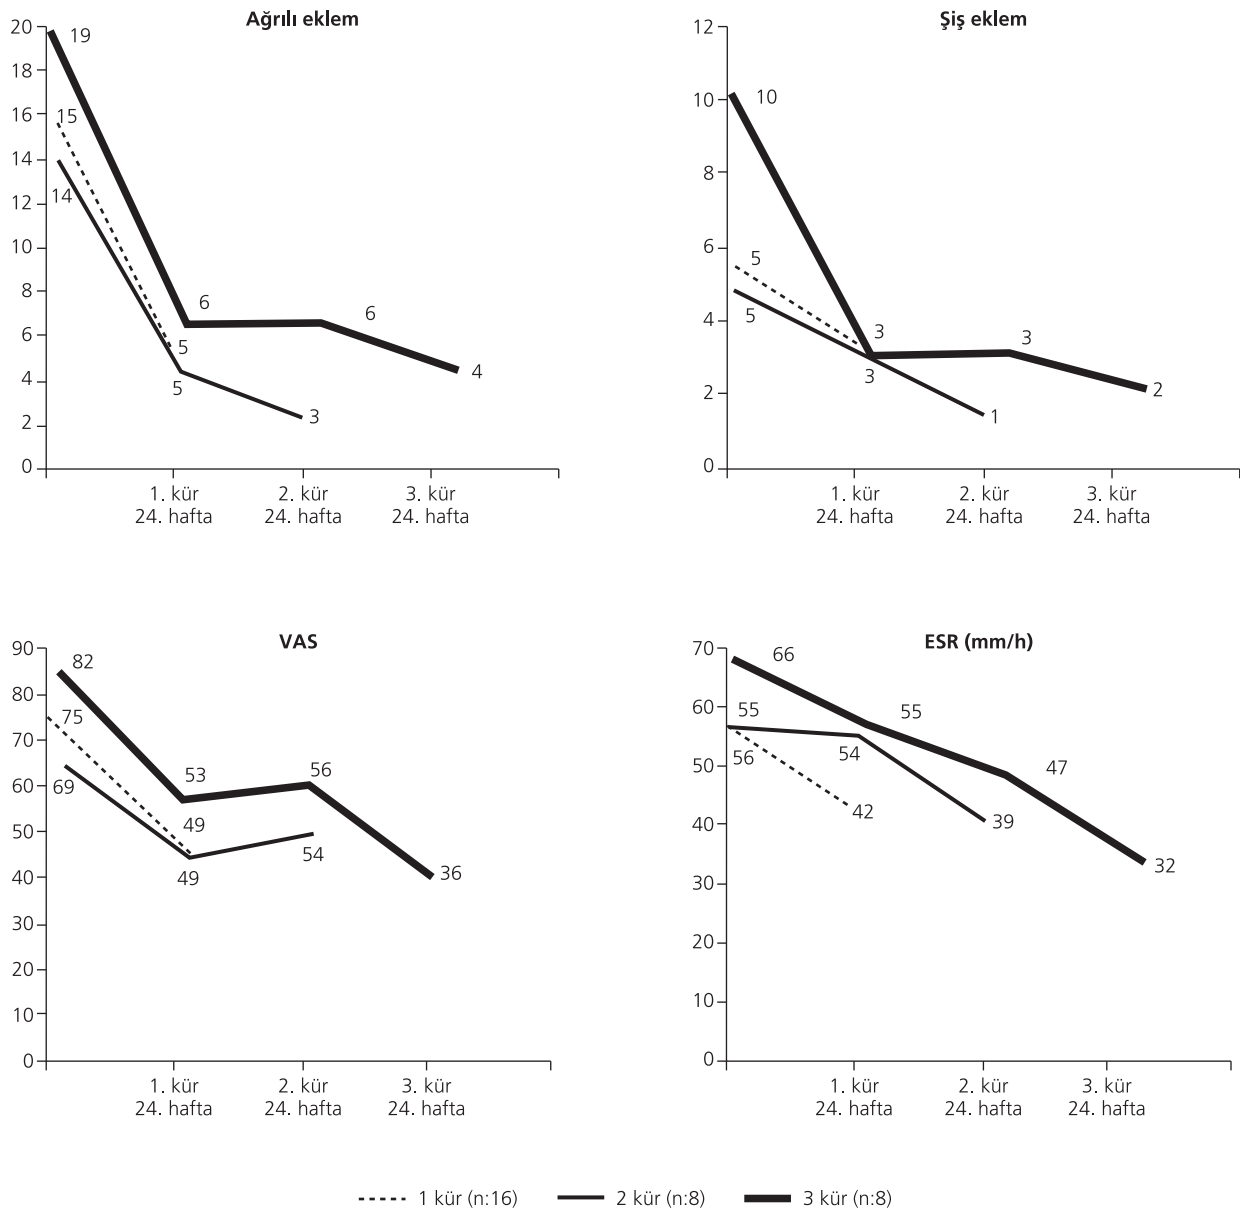 Ağrılı eklem
20
18
16
14
12
10
8
6
4
2
0
19
15
14
6
5
5
6
3
4
1. kür
24. hafta
2. kür
24. hafta
3. kür
24. hafta
Şiş eklem
12
10
8
6
4
2
0
10
5
5
3
3
3
1
2
1. kür
24. hafta
2. kür
24. hafta
3. kür
24. hafta
VAS
90
80
70
60
50
40
30
20
10
0
82
75
69
53
49
49
56
54
36
1. kür
24. hafta
2. kür
24. hafta
3. kür
24. hafta
ESR (mm/h)
70
60
50
40
30
20
10
0
66
55
56
55
54
42
47
39
32
1. kür
24. hafta
2. kür
24. hafta
3. kür
24. hafta
1 kür (n:16) 2 kür (n:8) 3 kür (n:8)